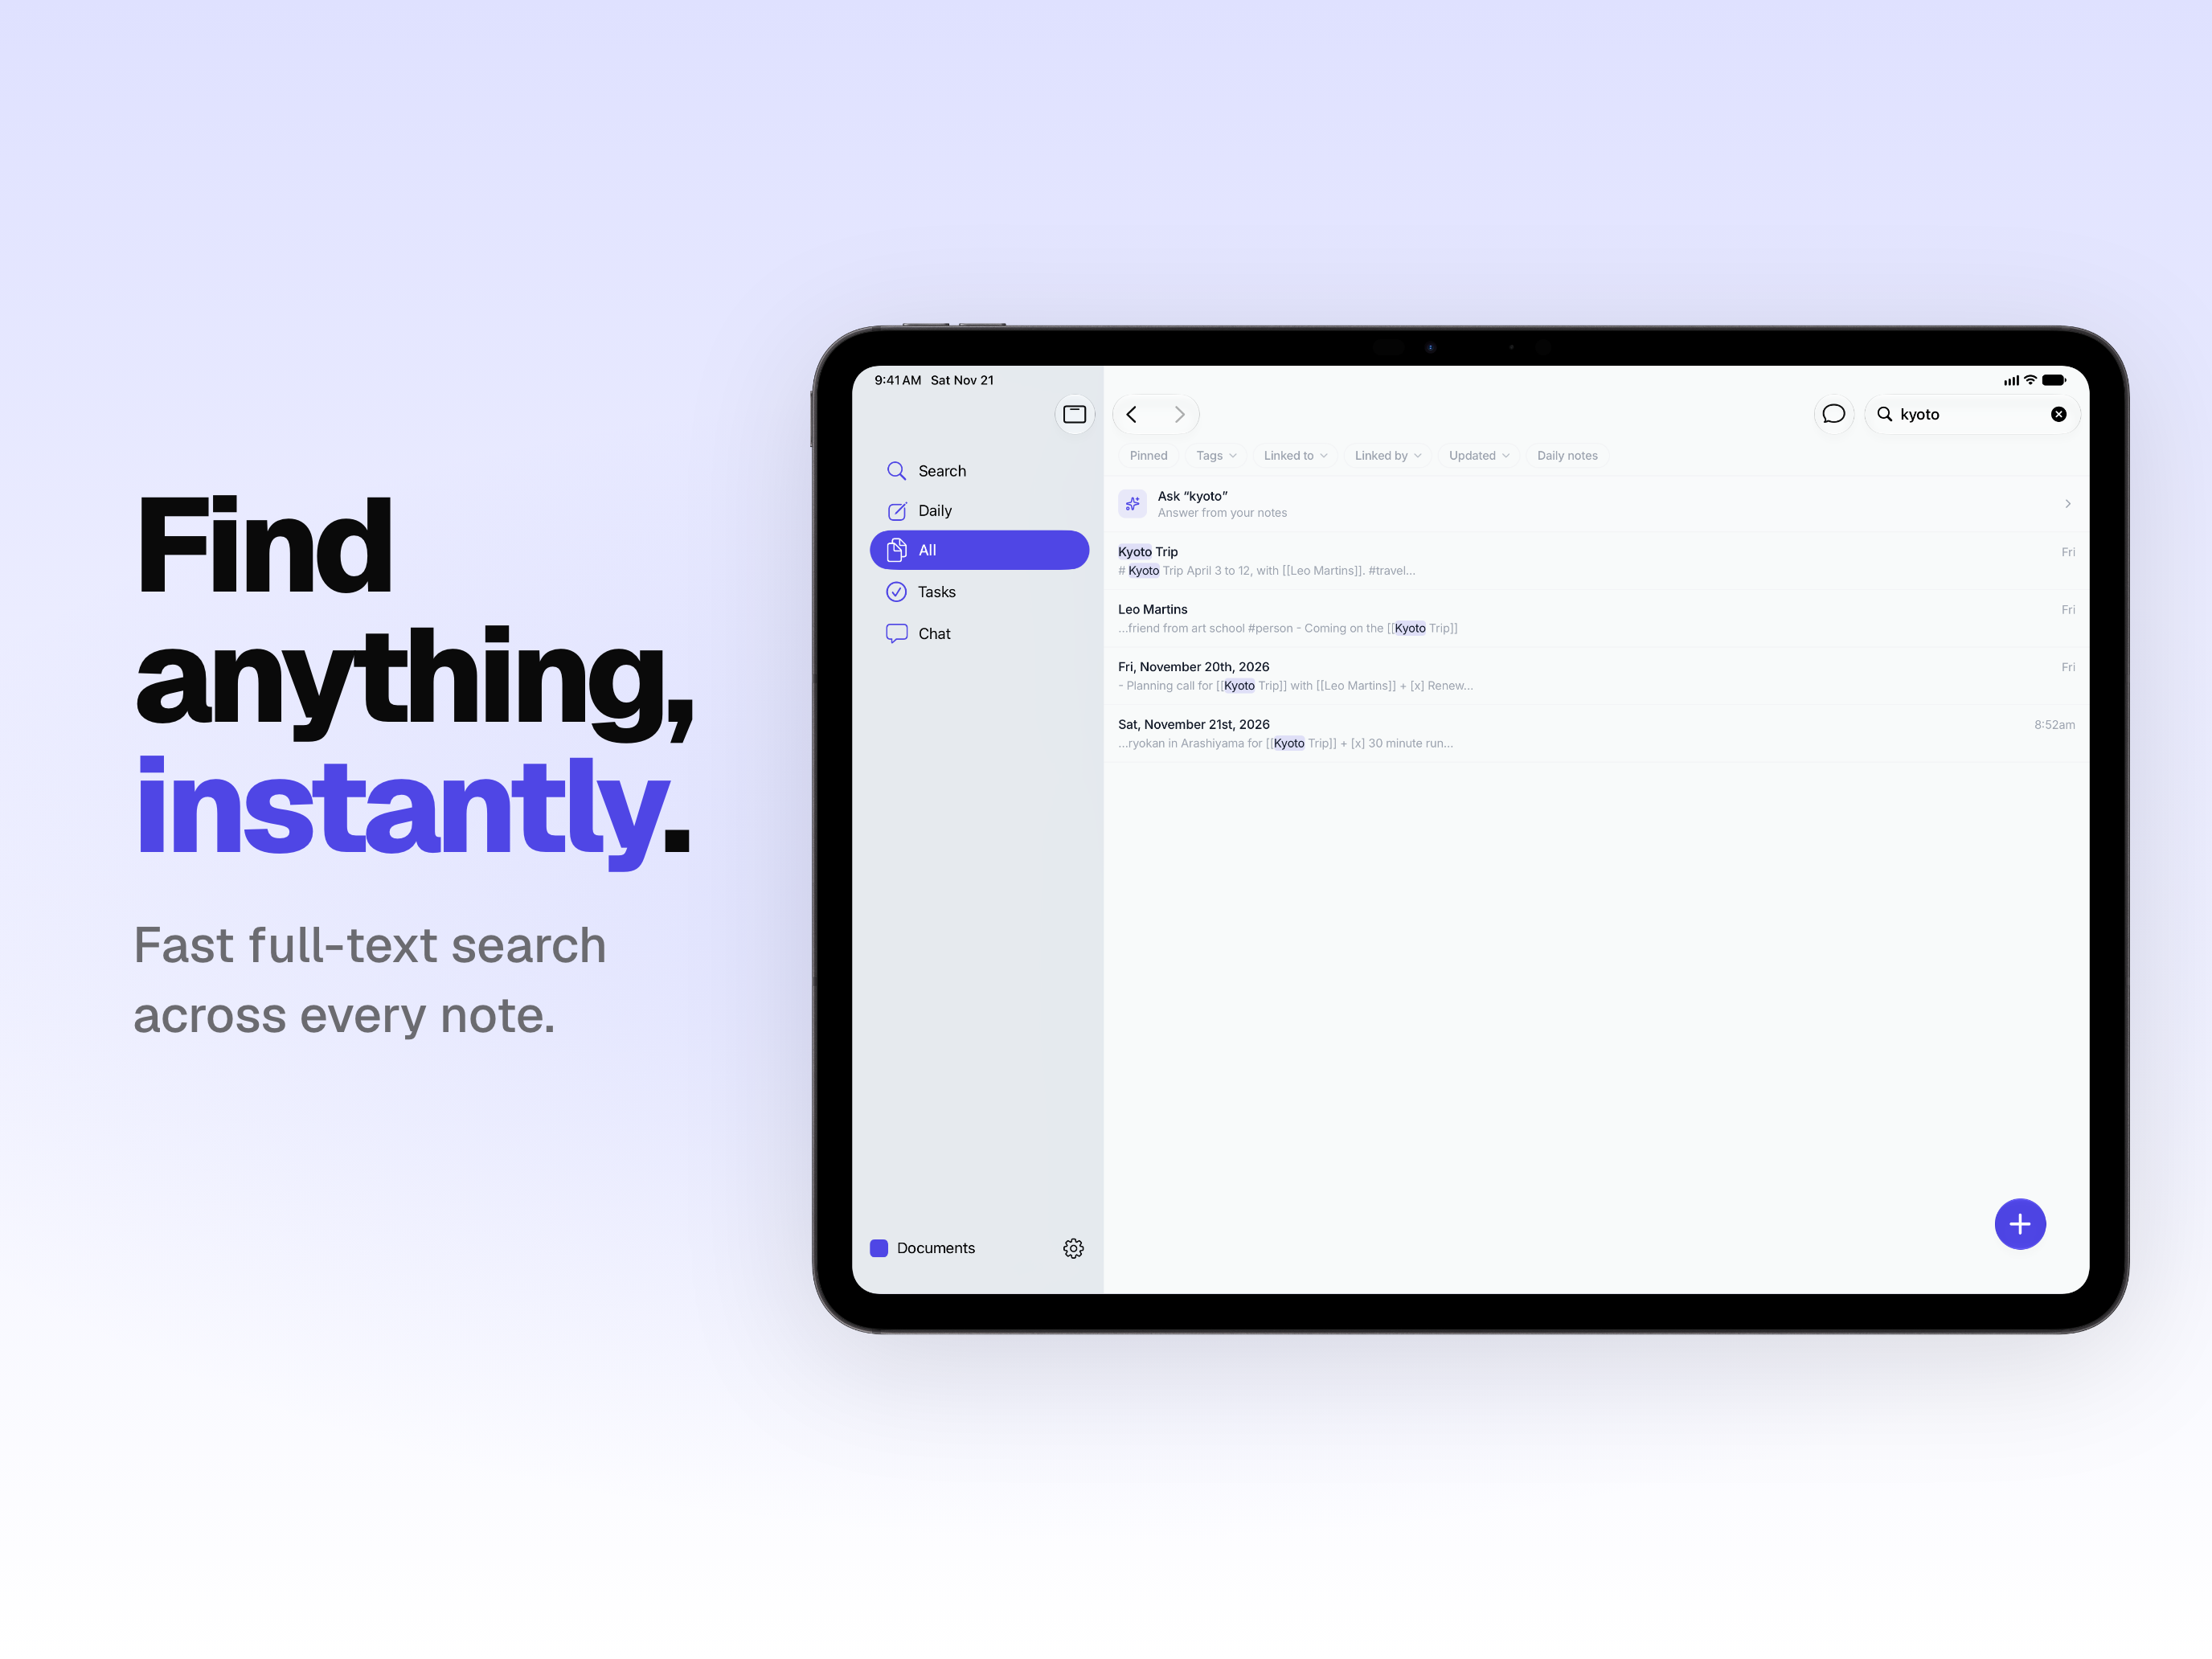 Find
anything,
instantly.
Fast full-text search
across every note.
9:41 AM Sat Nov 21
kyoto
Search
Daily
All
Tasks
Chat
Documents
Pinned Tags Linked to Linked by Updated Daily notes
Ask “kyoto”
Answer from your notes
Kyoto Trip Fri
# Kyoto Trip April 3 to 12, with [[Leo Martins]]. #travel...
Leo Martins Fri
...friend from art school #person - Coming on the [[Kyoto Trip]]
Fri, November 20th, 2026 Fri
- Planning call for [[Kyoto Trip]] with [[Leo Martins]] + [x] Renew...
Sat, November 21st, 2026 8:52am
...ryokan in Arashiyama for [[Kyoto Trip]] + [x] 30 minute run...